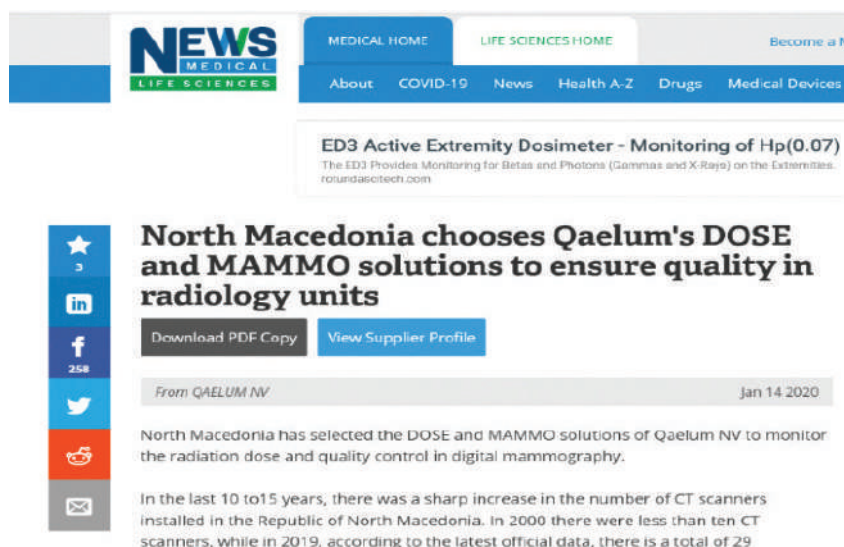 NEWS
MEDICAL
LIFE SCIENCES
MEDICAL HOME
LIFE SCIENCES HOME
Become a
About COVID-19 News Health A-Z Drugs Medical Devices
ED3 Active Extremity Dosimeter - Monitoring of Hp(0.07)
The ED3 Provides Monitoring for Betas and Photons (Gammas and X-Rays) on the Extremities.
rotundascitech.com
North Macedonia chooses Qaelum's DOSE
and MAMMO solutions to ensure quality in
radiology units
3
in
f
258
Download PDF Copy
View Supplier Profile
From QAELUM NV
Jan 14 2020
North Macedonia has selected the DOSE and MAMMO solutions of Qaelum NV to monitor
the radiation dose and quality control in digital mammography.
In the last 10 to15 years, there was a sharp increase in the number of CT scanners
installed in the Republic of North Macedonia. In 2000 there were less than ten CT
scanners, while in 2019, according to the latest official data, there is a total of 29